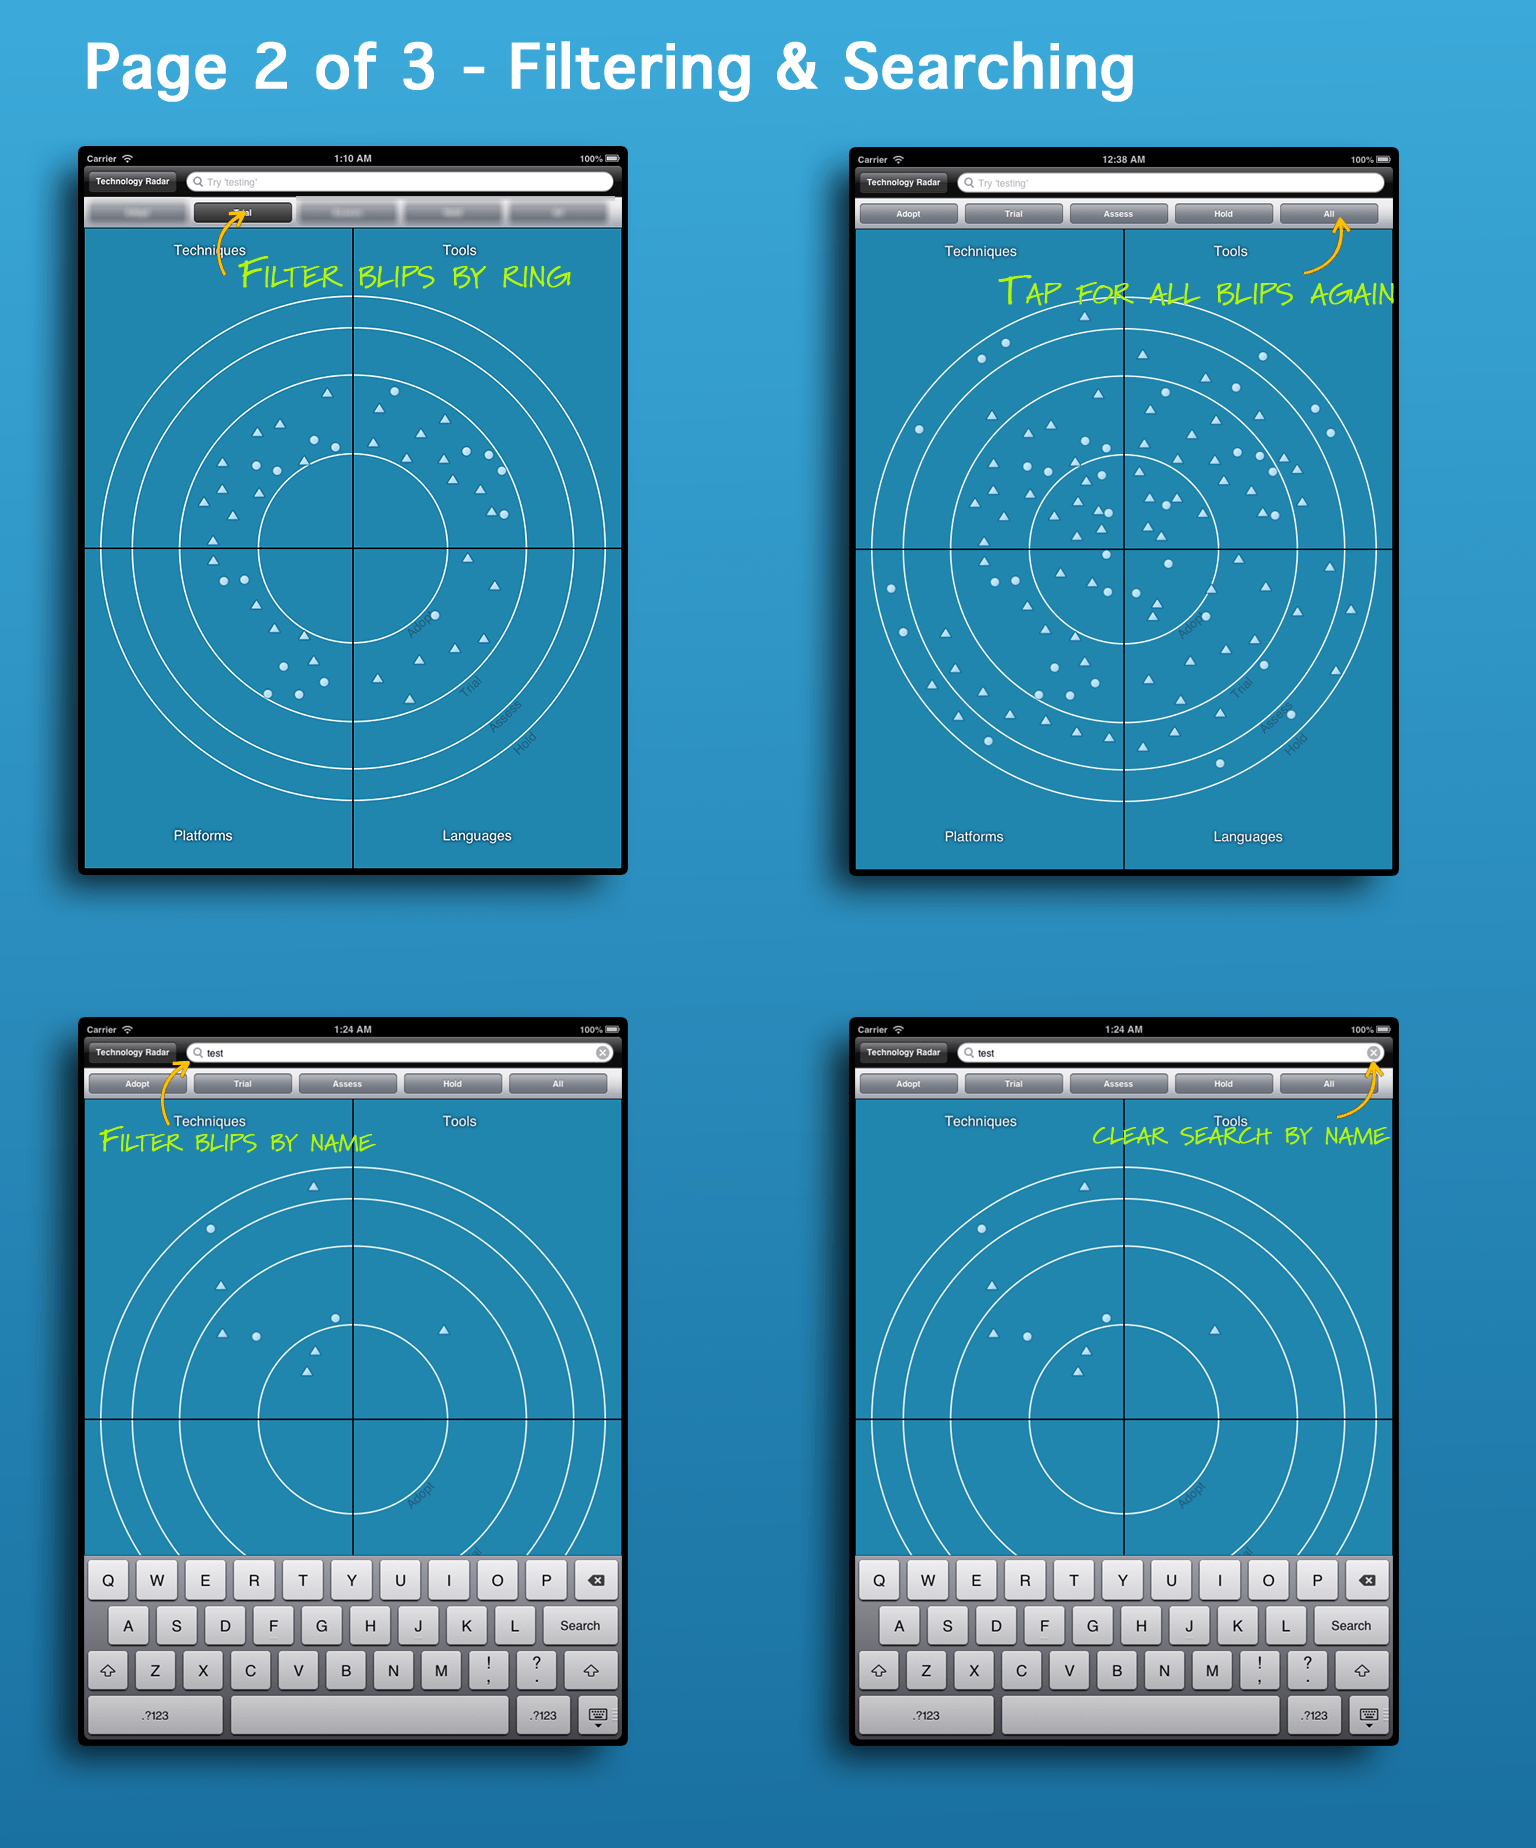 Page 2 of 3 - Filtering & Searching
Carrier 1:10 AM 100%
Technology Radar Try 'testing'
Trial
Techniques Tools
FILTER BLIPS BY RING
Adopt
Trial
Assess
Hold
Platforms Languages
Carrier 12:38 AM 100%
Technology Radar Try 'testing'
Adopt Trial Assess Hold All
Techniques Tools
TAP FOR ALL BLIPS AGAIN
Adopt
Trial
Assess
Hold
Platforms Languages
Carrier 1:24 AM 100%
Technology Radar test
Adopt Trial Assess Hold All
Techniques Tools
FILTER BLIPS BY NAME
Adopt
Q W E R T Y U I O P
A S D F G H J K L Search
Z X C V B N M ! , ? .
.?123 .?123
Carrier 1:24 AM 100%
Technology Radar test
Adopt Trial Assess Hold All
Techniques Tools
CLEAR SEARCH BY NAME
Adopt
Q W E R T Y U I O P
A S D F G H J K L Search
Z X C V B N M ! , ? .
.?123 .?123